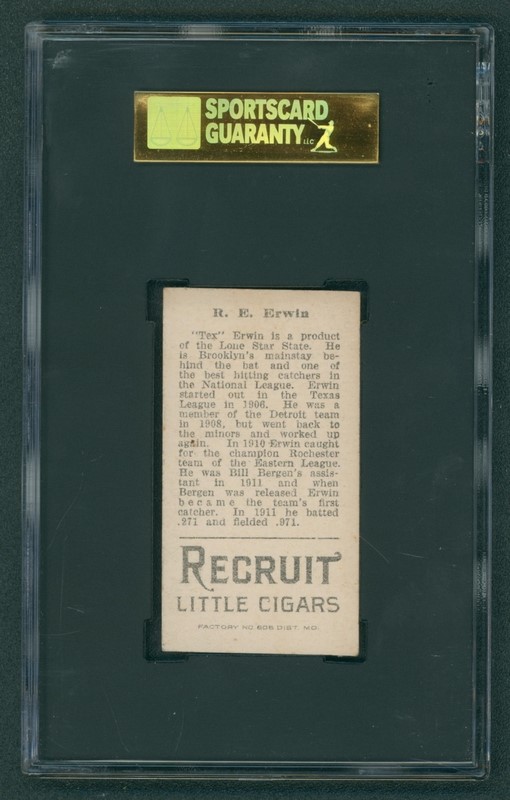 SPORTSCARD
GUARANTY LLC
R. E. Erwin
"Tex" Erwin is a product
of the Lone Star State. He
is Brooklyn's mainstay be-
hind the bat and one of
the best hitting catchers in
the National League. Erwin
started out in the Texas
League in 1906. He was a
member of the Detroit team
in 1908, but went back to
the minors and worked up
again. In 1910 Erwin caught
for the champion Rochester
team of the Eastern League.
He was Bill Bergen's assis-
tant in 1911 and when
Bergen was released Erwin
became the team's first
catcher. In 1911 he batted
.271 and fielded .971.
RECRUIT
LITTLE CIGARS
FACTORY NO 606 DIST. MO.